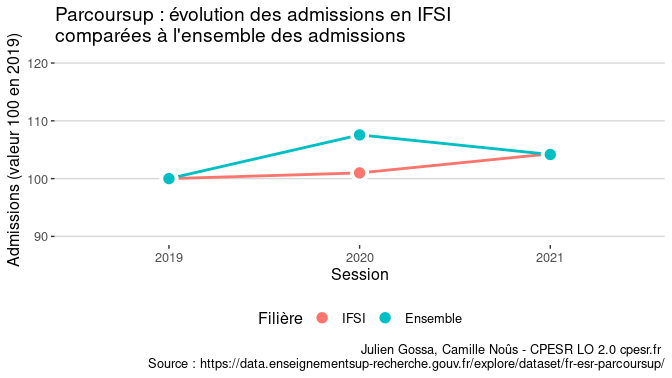 Parcoursup : évolution des admissions en IFSI
comparées à l'ensemble des admissions
Admissions (valeur 100 en 2019)
120
110
100
90
2019 2020 2021
Session
Filière IFSI Ensemble
Julien Gossa, Camille Noûs - CPESR LO 2.0 cpesr.fr
Source : https://data.enseignementsup-recherche.gouv.fr/explore/dataset/fr-esr-parcoursup/